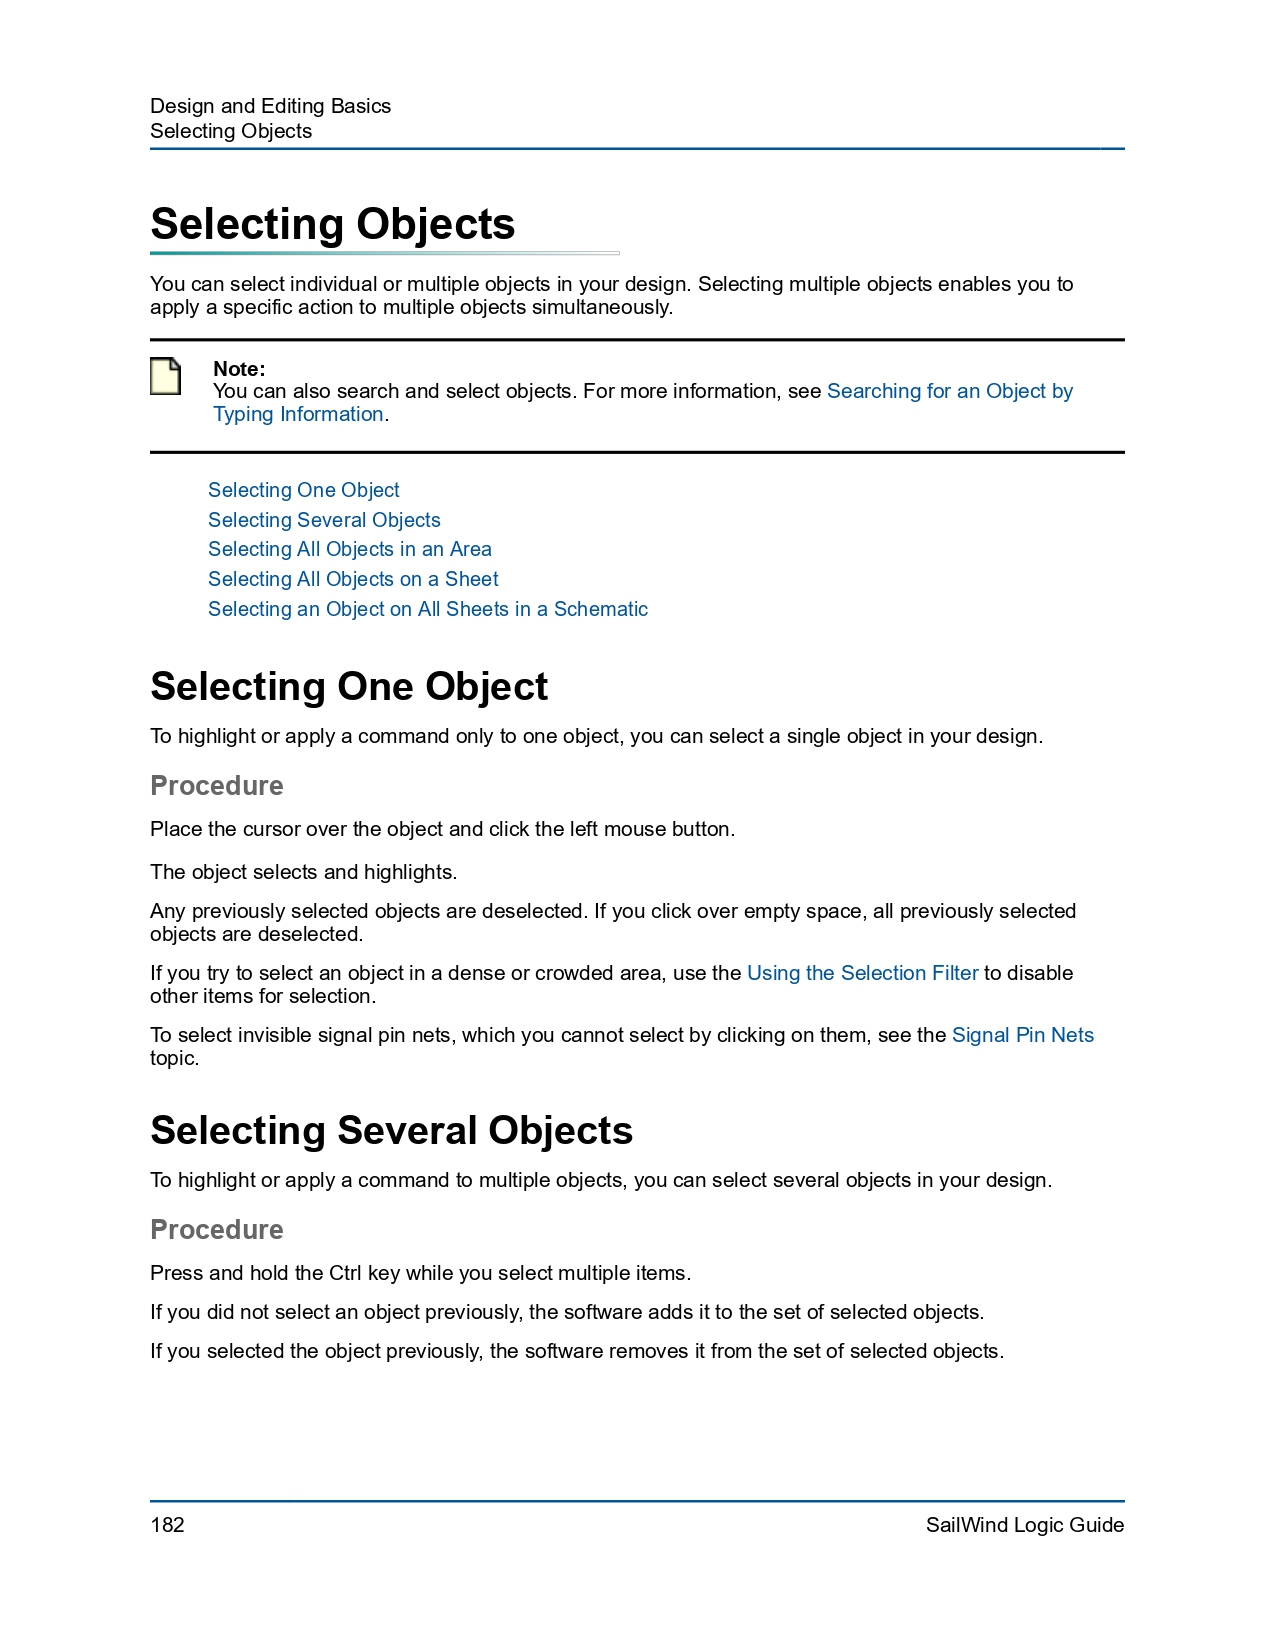 Design and Editing Basics
Selecting Objects
Selecting Objects
You can select individual or multiple objects in your design. Selecting multiple objects enables you to
apply a specific action to multiple objects simultaneously.
Note:
You can also search and select objects. For more information, see Searching for an Object by
Typing Information.
Selecting One Object
Selecting Several Objects
Selecting All Objects in an Area
Selecting All Objects on a Sheet
Selecting an Object on All Sheets in a Schematic
Selecting One Object
To highlight or apply a command only to one object, you can select a single object in your design.
Procedure
Place the cursor over the object and click the left mouse button.
The object selects and highlights.
Any previously selected objects are deselected. If you click over empty space, all previously selected
objects are deselected.
If you try to select an object in a dense or crowded area, use the Using the Selection Filter to disable
other items for selection.
To select invisible signal pin nets, which you cannot select by clicking on them, see the Signal Pin Nets
topic.
Selecting Several Objects
To highlight or apply a command to multiple objects, you can select several objects in your design.
Procedure
Press and hold the Ctrl key while you select multiple items.
If you did not select an object previously, the software adds it to the set of selected objects.
If you selected the object previously, the software removes it from the set of selected objects.
182
SailWind Logic Guide